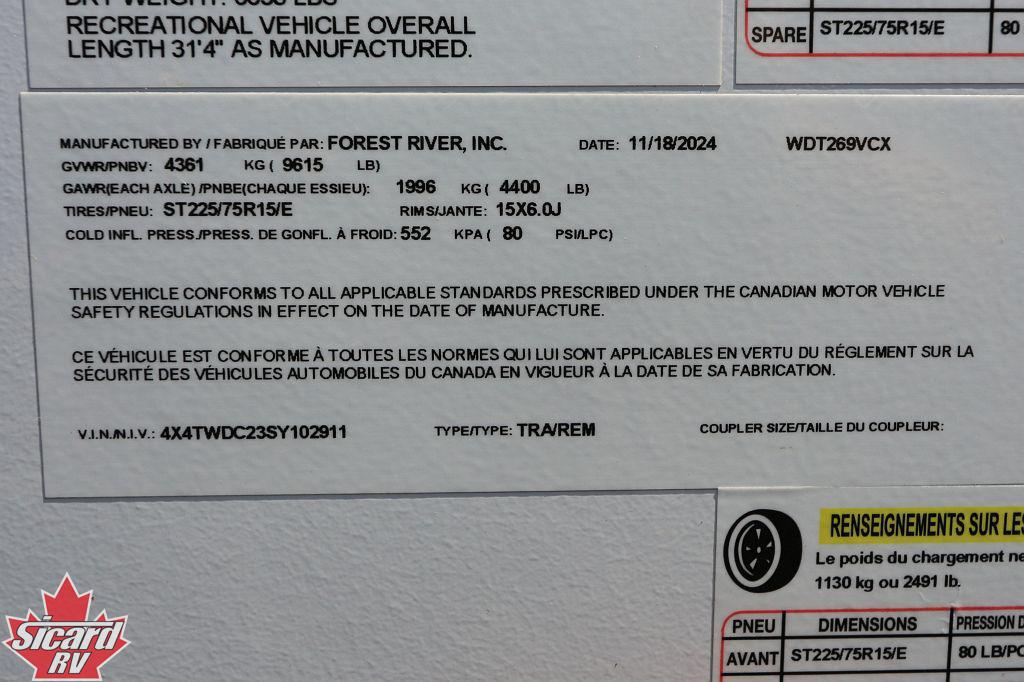 RECREATIONAL VEHICLE OVERALL
LENGTH 31'4" AS MANUFACTURED.
SPARE ST225/75R15/E 80
MANUFACTURED BY / FABRIQUÉ PAR: FOREST RIVER, INC. DATE: 11/18/2024 WDT269VCX
GVWR/PNBV: 4361 KG ( 9615 LB)
GAWR(EACH AXLE) /PNBE(CHAQUE ESSIEU): 1996 KG ( 4400 LB)
TIRES/PNEU: ST225/75R15/E RIMS/JANTE: 15X6.0J
COLD INFL. PRESS./PRESS. DE GONFL. À FROID: 552 KPA ( 80 PSI/LPC)
THIS VEHICLE CONFORMS TO ALL APPLICABLE STANDARDS PRESCRIBED UNDER THE CANADIAN MOTOR VEHICLE
SAFETY REGULATIONS IN EFFECT ON THE DATE OF MANUFACTURE.
CE VÉHICULE EST CONFORME À TOUTES LES NORMES QUI LUI SONT APPLICABLES EN VERTU DU RÉGLEMENT SUR LA
SÉCURITÉ DES VÉHICULES AUTOMOBILES DU CANADA EN VIGUEUR À LA DATE DE SA FABRICATION.
V.I.N./N.I.V.: 4X4TWDC23SY102911 TYPE/TYPE: TRA/REM COUPLER SIZE/TAILLE DU COUPLEUR:
RENSEIGNEMENTS SUR LES
Le poids du chargement ne
1130 kg ou 2491 lb.
PNEU DIMENSIONS PRESSION D
AVANT ST225/75R15/E 80 LB/PO
Sicard
RV